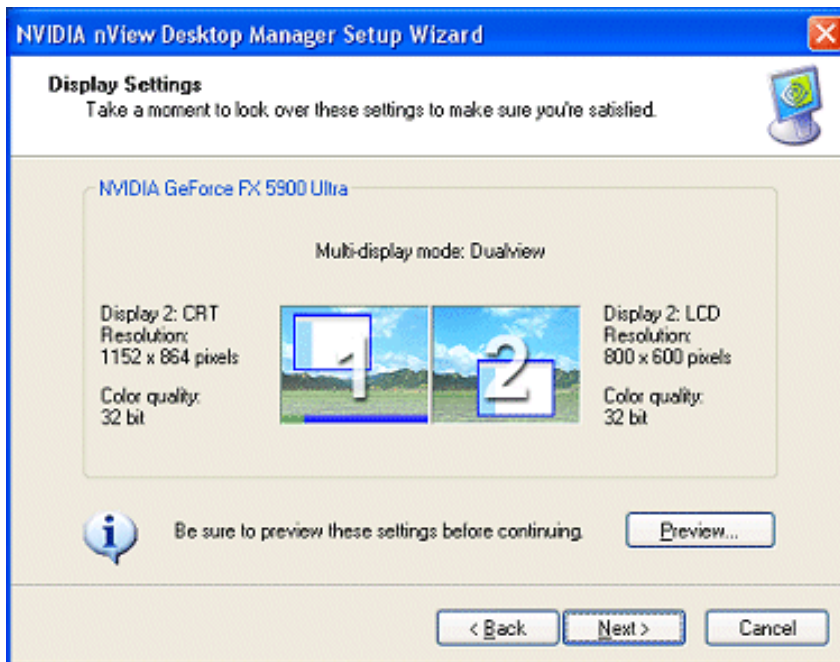 NVIDIA nView Desktop Manager Setup Wizard
Display Settings
Take a moment to look over these settings to make sure you're satisfied.
NVIDIA GeForce FX 5900 Ultra
Multi-display mode: Dualview
Display 2: CRT
Resolution:
1152 x 864 pixels
Color quality:
32 bit
1
2
Display 2: LCD
Resolution:
800 x 600 pixels
Color quality:
32 bit
Be sure to preview these settings before continuing.
Preview...
< Back
Next >
Cancel